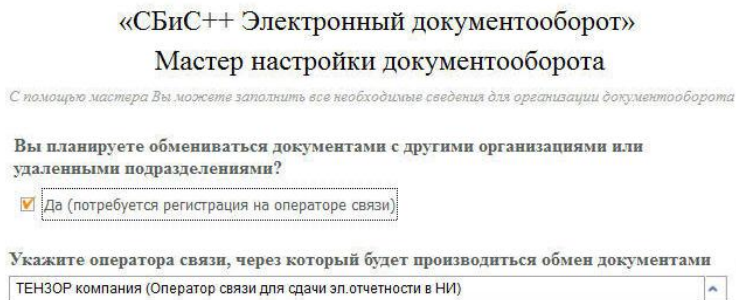 «СБиС++ Электронный документооборот»
Мастер настройки документооборота
С помощью мастера Вы можете заполнить все необходимые сведения для организации документооборота
Вы планируете обмениваться документами с другими организациями или
удаленными подразделениями?
Да (потребуется регистрация на операторе связи)
Укажите оператора связи, через который будет производиться обмен документами
ТЕНЗОР компания (Оператор связи для сдачи эл.отчетности в НИ)